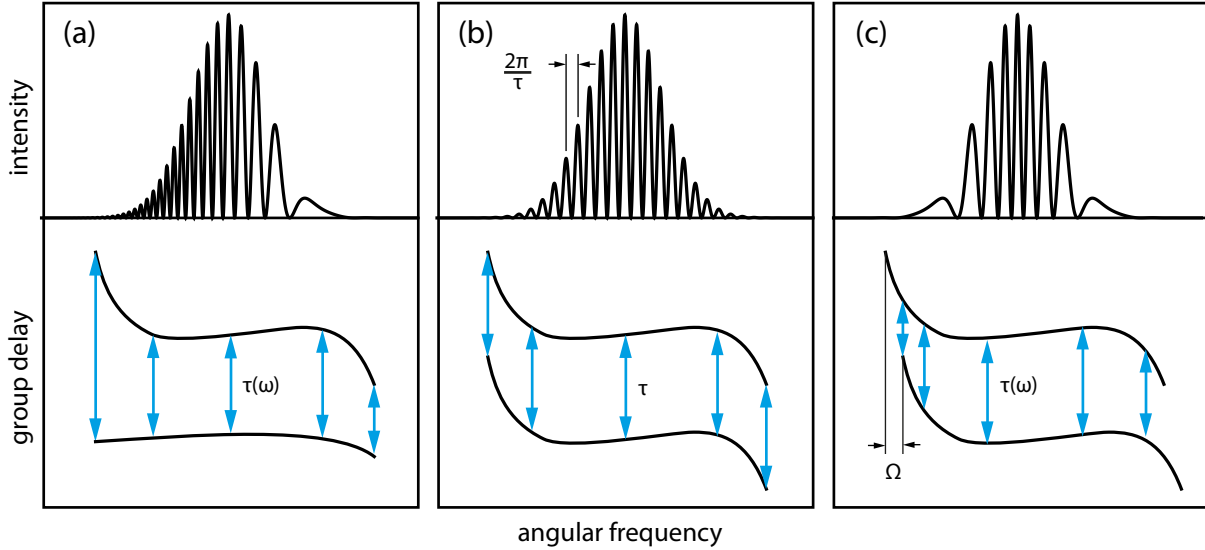 (a)
(b)
(c)
2π
τ
intensity
group delay
τ(ω)
τ
τ(ω)
Ω
angular frequency